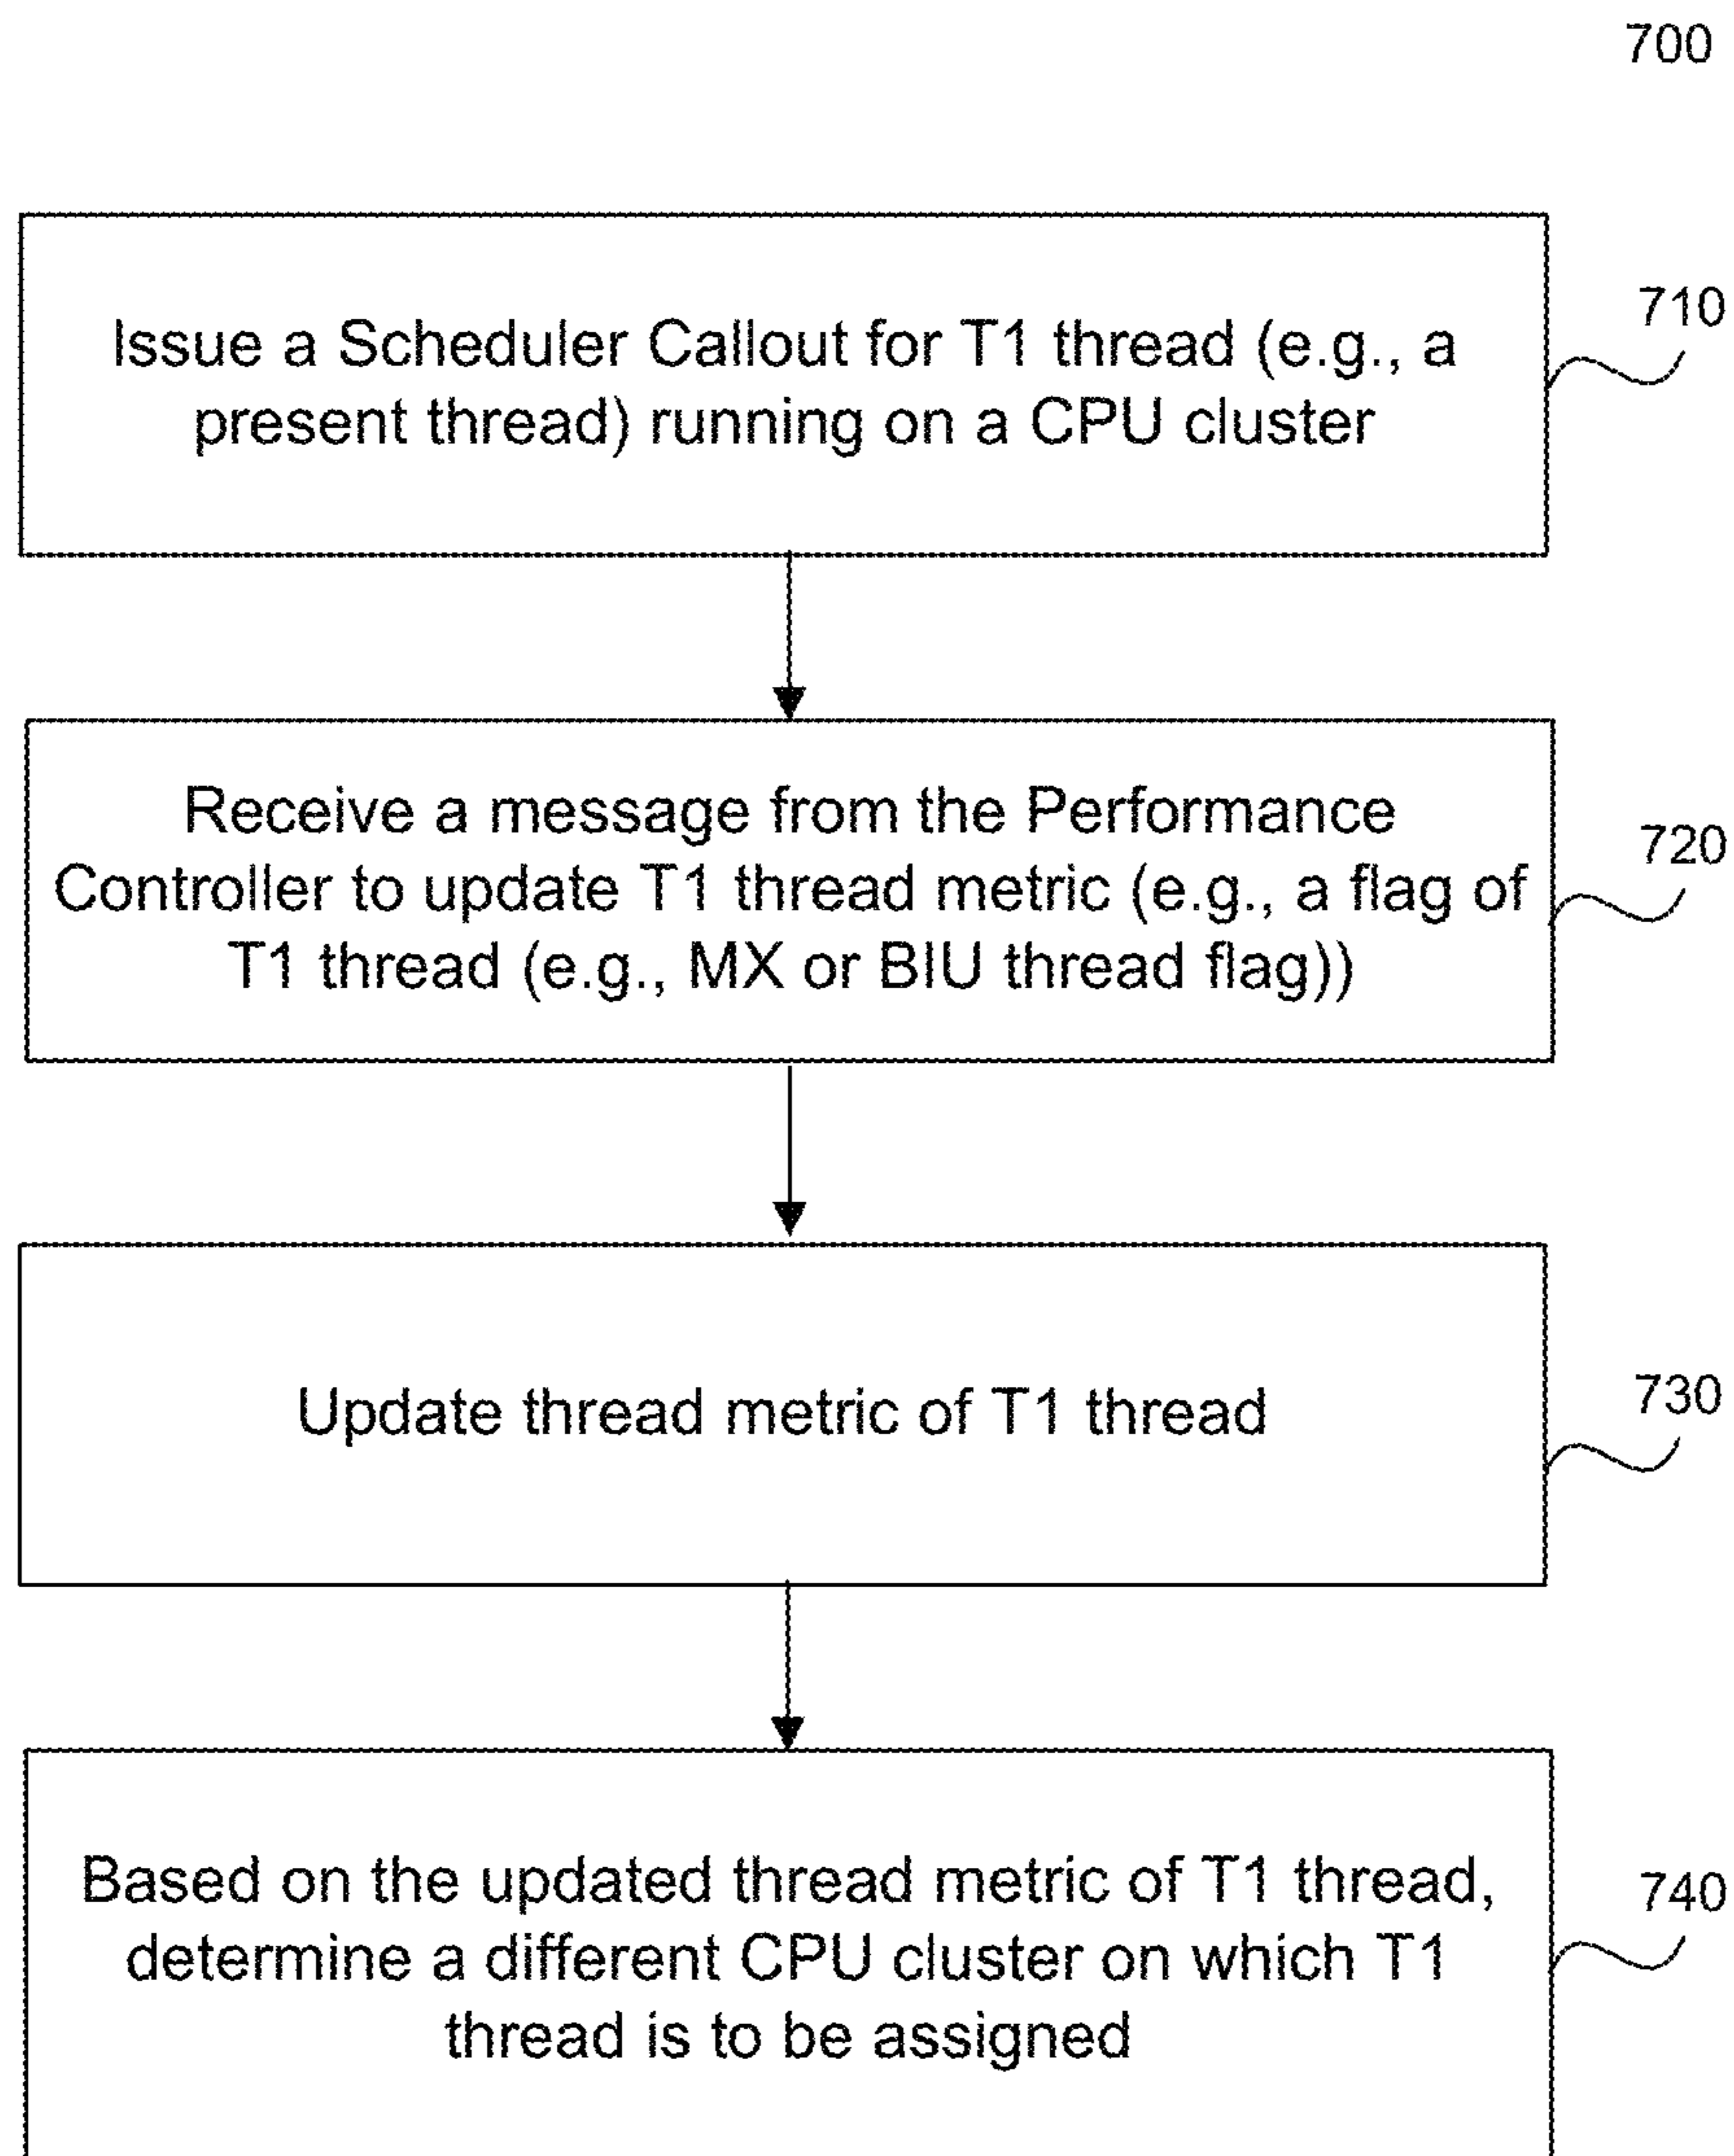 700
Issue a Scheduler Callout for T1 thread (e.g., a
present thread) running on a CPU cluster
710
Receive a message from the Performance
Controller to update T1 thread metric (e.g., a flag of
T1 thread (e.g., MX or BIU thread flag))
720
Update thread metric of T1 thread
730
Based on the updated thread metric of T1 thread,
determine a different CPU cluster on which T1
thread is to be assigned
740